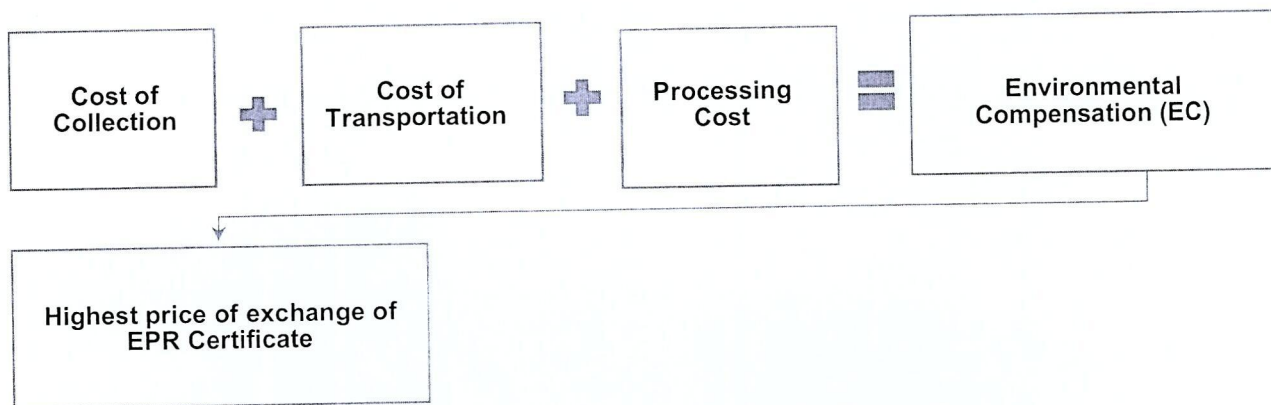 Cost of
Collection
Cost of
Transportation
Processing
Cost
Environmental
Compensation (EC)
Highest price of exchange of
EPR Certificate